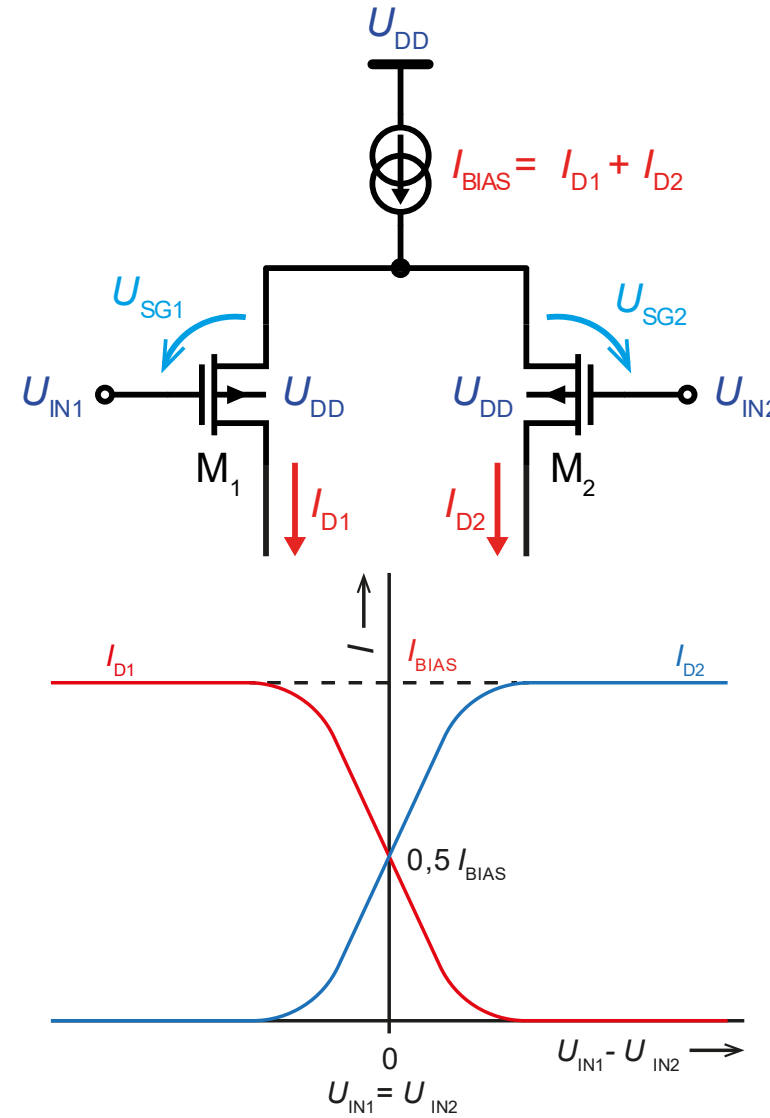 U_DD
I_BIAS = I_D1 + I_D2
U_SG1
U_SG2
U_IN1
U_DD
U_DD
U_IN2
M_1
M_2
I_D1
I_D2
I
I_D1
I_BIAS
I_D2
0,5 I_BIAS
0
U_IN1 - U_IN2
U_IN1 = U_IN2